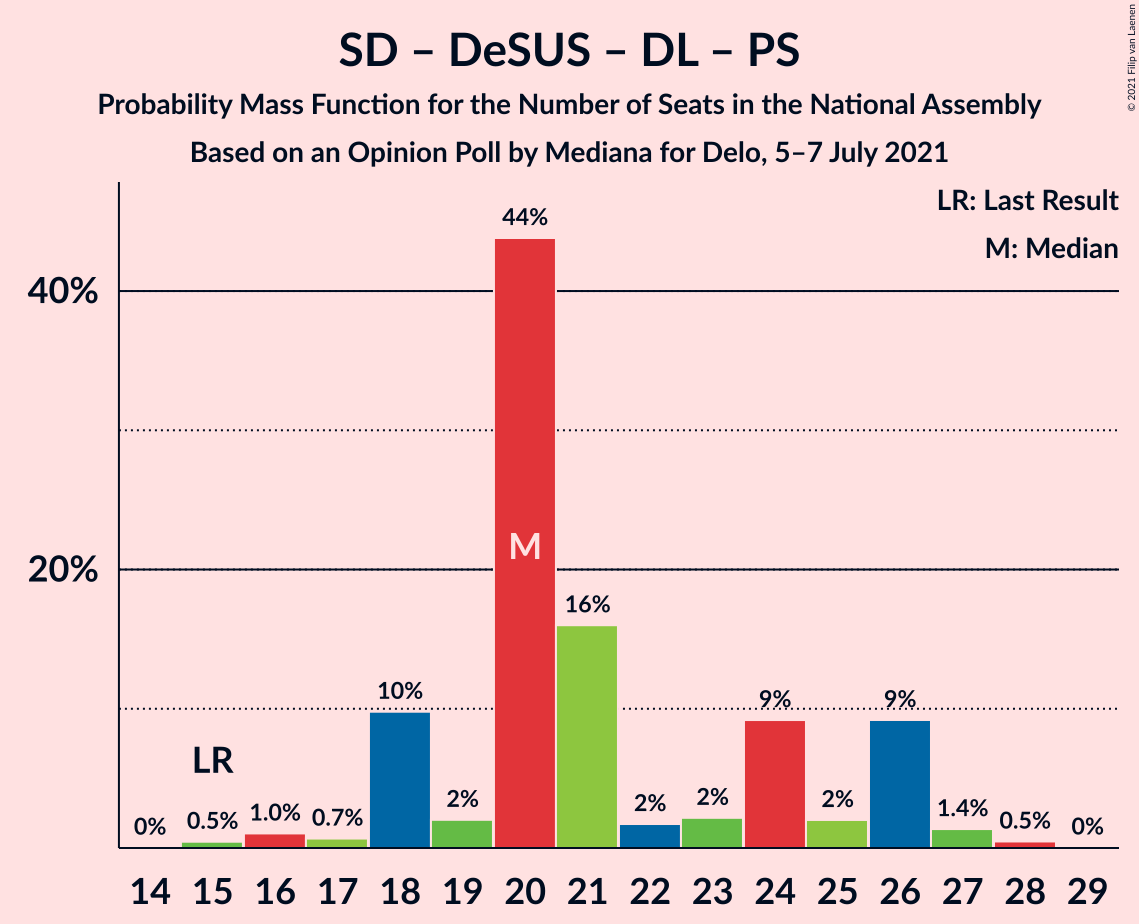 SD – DeSUS – DL – PS
Probability Mass Function for the Number of Seats in the National Assembly
Based on an Opinion Poll by Mediana for Delo, 5–7 July 2021
© 2021 Filip van Laenen
LR: Last Result
M: Median
40%
20%
0%
0.5%
1.0%
0.7%
10%
2%
44%
16%
2%
2%
9%
2%
9%
1.4%
0.5%
0%
LR
M
14 15 16 17 18 19 20 21 22 23 24 25 26 27 28 29